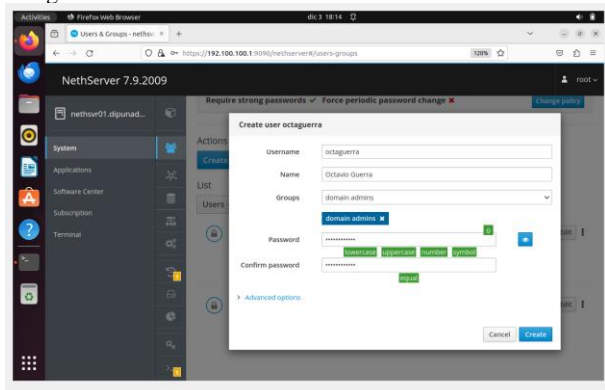 Activities Firefox Web Browser dic 3 18:14
Users & Groups - nethsv
https://192.100.100.1:9090/nethserver#/users-groups 120%
NethServer 7.9.2009 root
nethsvr01.dipunad...
Require strong passwords Force periodic password change Change policy
System
Applications
Software Center
Subscription
Terminal
Actions
Create
List
Users
Create user octaguerra
Username octaguerra
Name Octavio Guerra
Groups domain admins
domain admins
Password
lowercase uppercase number symbol
Confirm password
equal
Advanced options
Cancel Create